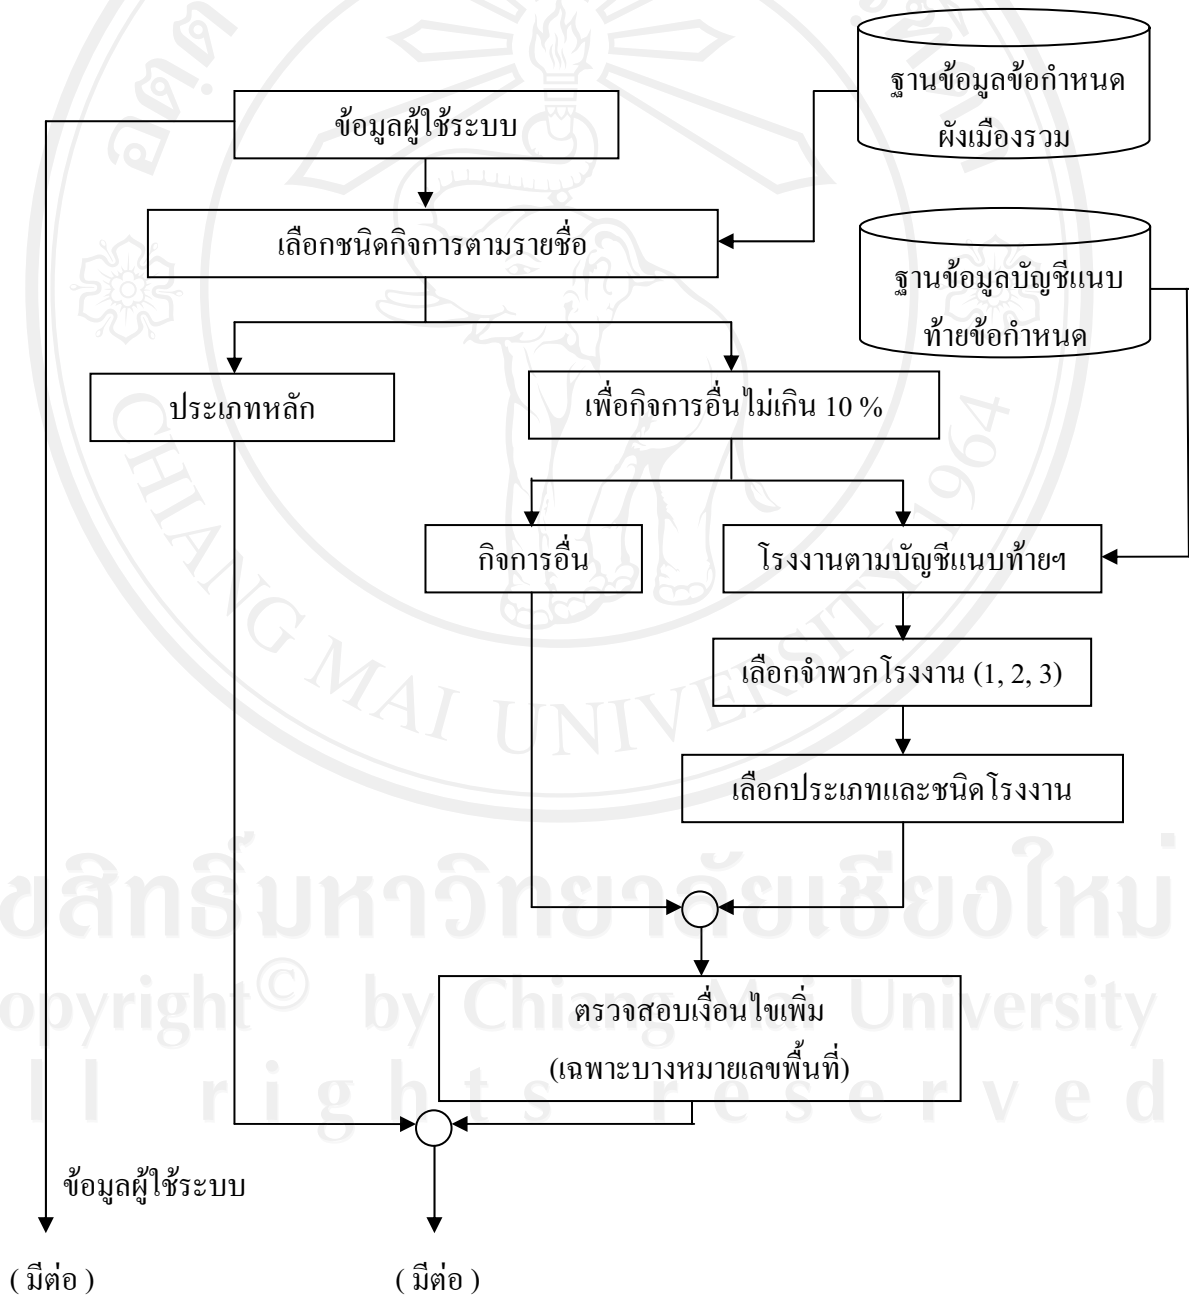 ฐานข้อมูลข้อกำหนด
ผังเมืองรวม
ข้อมูลผู้ใช้ระบบ
เลือกชนิดกิจการตามรายชื่อ
ฐานข้อมูลบัญชีแนบ
ท้ายข้อกำหนด
ประเภทหลัก
เพื่อกิจการอื่นไม่เกิน 10 %
กิจการอื่น
โรงงานตามบัญชีแนบท้ายฯ
เลือกจำพวกโรงงาน (1, 2, 3)
เลือกประเภทและชนิดโรงงาน
ตรวจสอบเงื่อนไขเพิ่ม
(เฉพาะบางหมายเลขพื้นที่)
ข้อมูลผู้ใช้ระบบ
( มีต่อ )
( มีต่อ )
CHIANG MAI UNIVERSITY 1964
ขสิทธิ์มหาวิทยาลัยเชียงใหม่
opyright© by Chiang Mai University
ll rights reserved